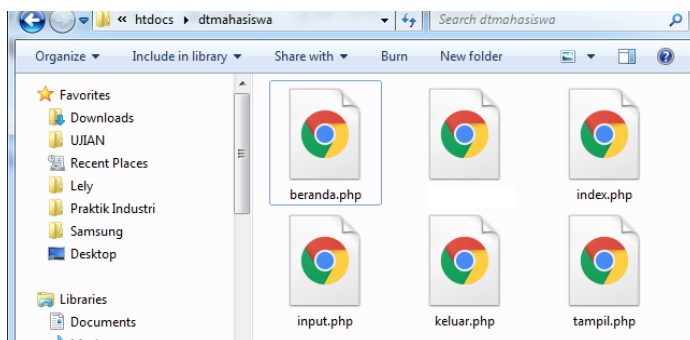 « htdocs ▸ dtmahasiswa
Search dtmahasiswa
Organize
Include in library
Share with
Burn
New folder
Favorites
Downloads
UJIAN
Recent Places
Lely
Praktik Industri
Samsung
Desktop
Libraries
Documents
beranda.php
index.php
input.php
keluar.php
tampil.php